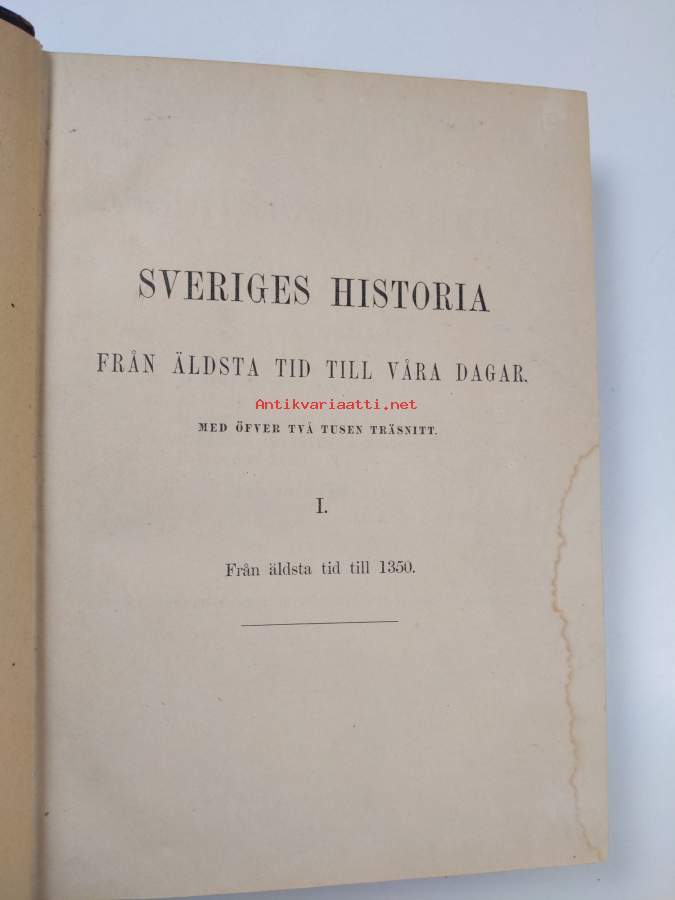 SVERIGES HISTORIA
FRÅN ÄLDSTA TID TILL VÅRA DAGAR.
Antikvariaatti.net
MED ÖFVER TVÅ TUSEN TRÄSNITT.
I.
Från äldsta tid till 1350.